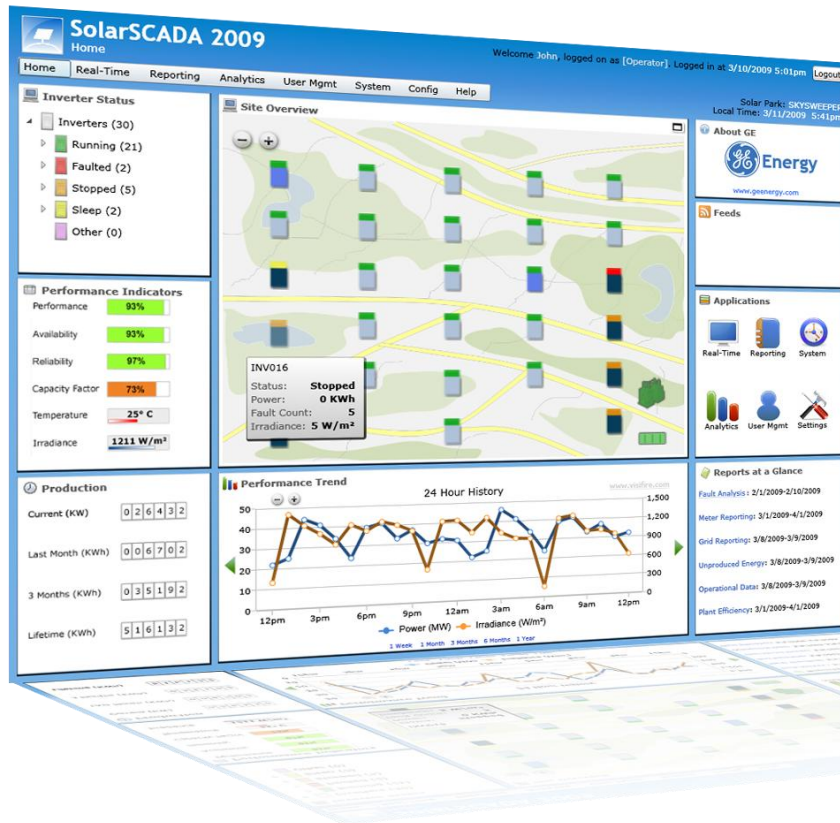 SolarSCADA 2009
Home
Welcome John, logged on as [Operator]. Logged in at 3/10/2009 5:01pm Logout
Home Real-Time Reporting Analytics User Mgmt System Config Help
Solar Park: SKYSWEEPER
Local Time: 3/11/2009 5:41pm
Inverter Status
Inverters (30)
Running (21)
Faulted (2)
Stopped (5)
Sleep (2)
Other (0)
Performance Indicators
Performance 93%
Availability 93%
Reliability 97%
Capacity Factor 73%
Temperature 25° C
Irradiance 1211 W/m²
Production
Current (KW) 026432
Last Month (KWh) 006702
3 Months (KWh) 035192
Lifetime (KWh) 516132
Site Overview
INV016
Status: Stopped
Power: 0 KWh
Fault Count: 5
Irradiance: 5 W/m²
Performance Trend
www.visifire.com
24 Hour History
50 1,500
40 1,200
30 900
20 600
10 300
0 0
12pm 3pm 6pm 9pm 12am 3am 6am 9am 12pm
Power (MW) Irradiance (W/m²)
1 Week 1 Month 3 Months 6 Months 1 Year
About GE
GE Energy
www.geenergy.com
Feeds
Applications
Real-Time Reporting System
Analytics User Mgmt Settings
Reports at a Glance
Fault Analysis: 2/1/2009-2/10/2009
Meter Reporting: 3/1/2009-4/1/2009
Grid Reporting: 3/8/2009-3/9/2009
Unproduced Energy: 3/8/2009-3/9/2009
Operational Data: 3/8/2009-3/9/2009
Plant Efficiency: 3/1/2009-4/1/2009